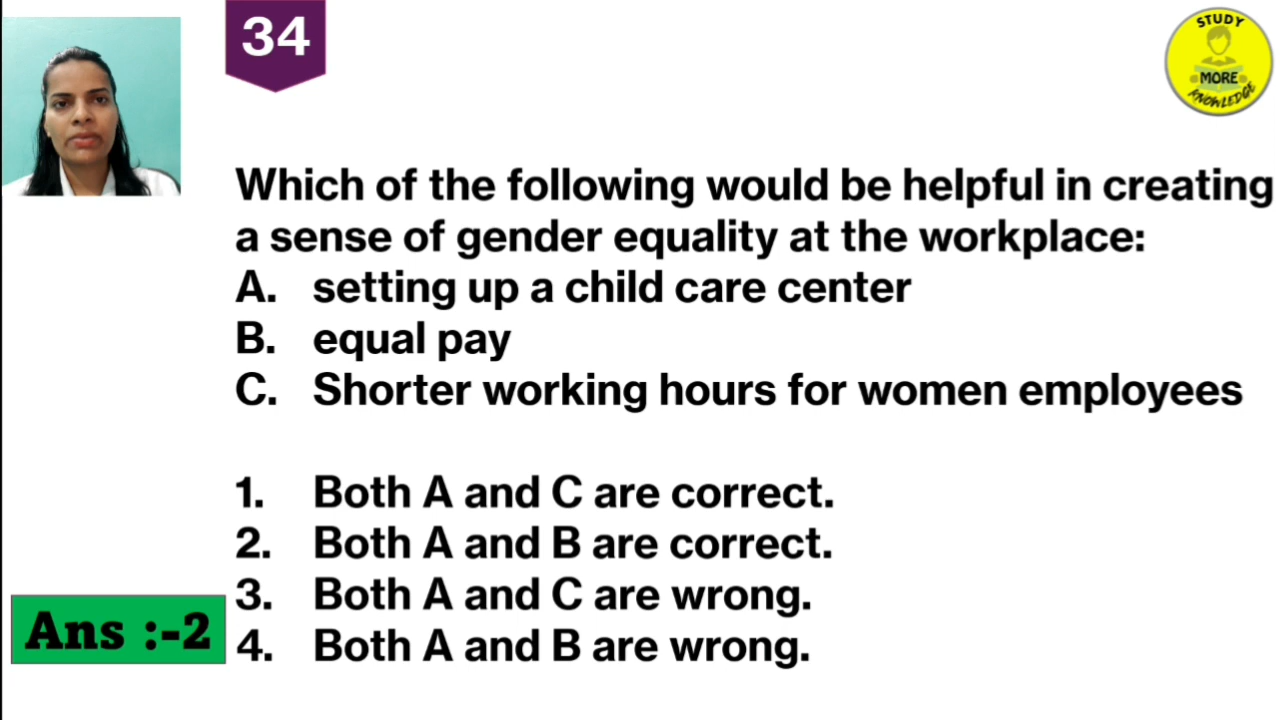 34
STUDY
MORE
KNOWLEDGE
Which of the following would be helpful in creating
a sense of gender equality at the workplace:
A. setting up a child care center
B. equal pay
C. Shorter working hours for women employees
1. Both A and C are correct.
2. Both A and B are correct.
3. Both A and C are wrong.
4. Both A and B are wrong.
Ans :-2